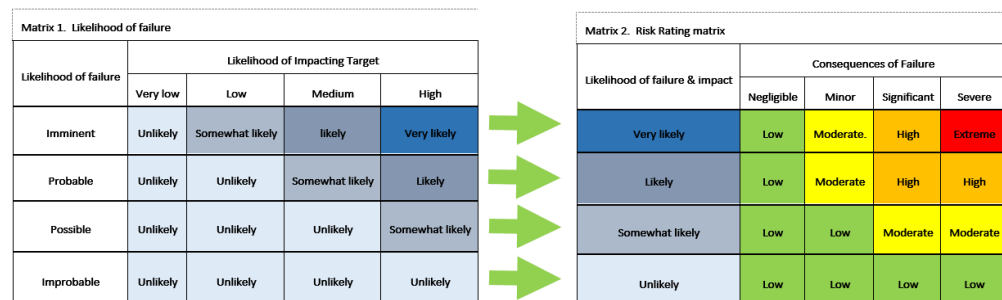 Matrix 1. Likelihood of failure
Likelihood of failure
Likelihood of Impacting Target
Very low Low Medium High
Imminent Unlikely Somewhat likely likely Very likely
Probable Unlikely Unlikely Somewhat likely Likely
Possible Unlikely Unlikely Unlikely Somewhat likely
Improbable Unlikely Unlikely Unlikely Unlikely
Matrix 2. Risk Rating matrix
Likelihood of failure & impact
Consequences of Failure
Negligible Minor Significant Severe
Very likely Low Moderate. High Extreme
Likely Low Moderate High High
Somewhat likely Low Low Moderate Moderate
Unlikely Low Low Low Low